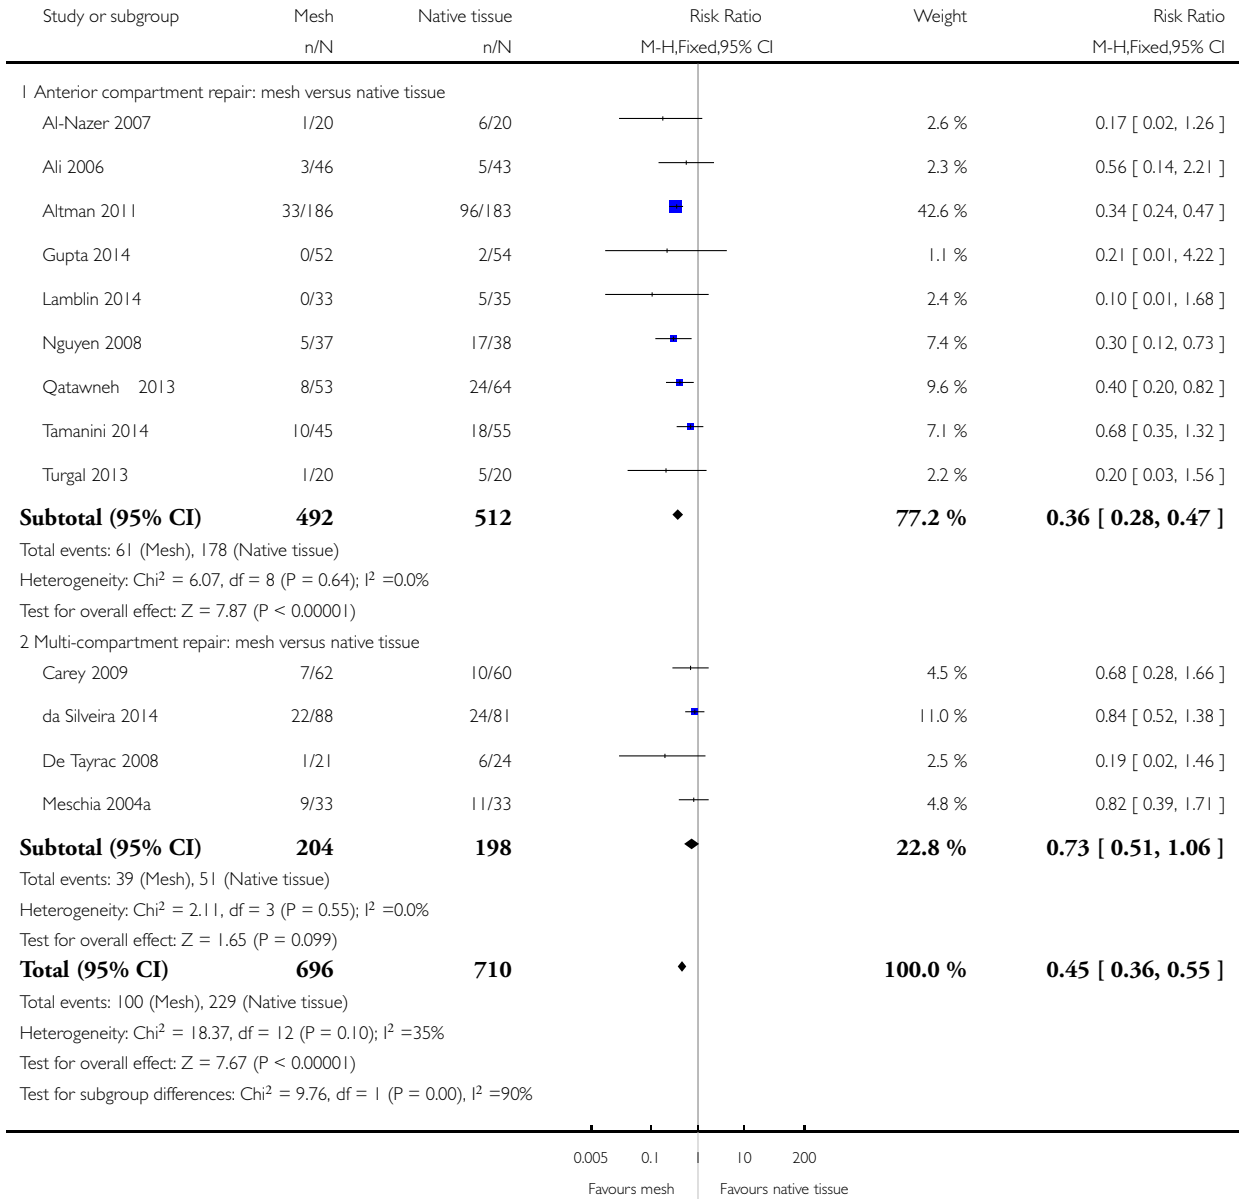 Study or subgroup Mesh Native tissue Risk Ratio Weight Risk Ratio
n/N n/N M-H,Fixed,95% CI M-H,Fixed,95% CI
1 Anterior compartment repair: mesh versus native tissue
Al-Nazer 2007 1/20 6/20 2.6 % 0.17 [ 0.02, 1.26 ]
Ali 2006 3/46 5/43 2.3 % 0.56 [ 0.14, 2.21 ]
Altman 2011 33/186 96/183 42.6 % 0.34 [ 0.24, 0.47 ]
Gupta 2014 0/52 2/54 1.1 % 0.21 [ 0.01, 4.22 ]
Lamblin 2014 0/33 5/35 2.4 % 0.10 [ 0.01, 1.68 ]
Nguyen 2008 5/37 17/38 7.4 % 0.30 [ 0.12, 0.73 ]
Qatawneh 2013 8/53 24/64 9.6 % 0.40 [ 0.20, 0.82 ]
Tamanini 2014 10/45 18/55 7.1 % 0.68 [ 0.35, 1.32 ]
Turgal 2013 1/20 5/20 2.2 % 0.20 [ 0.03, 1.56 ]
Subtotal (95% CI) 492 512 77.2 % 0.36 [ 0.28, 0.47 ]
Total events: 61 (Mesh), 178 (Native tissue)
Heterogeneity: Chi² = 6.07, df = 8 (P = 0.64); I² =0.0%
Test for overall effect: Z = 7.87 (P < 0.00001)
2 Multi-compartment repair: mesh versus native tissue
Carey 2009 7/62 10/60 4.5 % 0.68 [ 0.28, 1.66 ]
da Silveira 2014 22/88 24/81 11.0 % 0.84 [ 0.52, 1.38 ]
De Tayrac 2008 1/21 6/24 2.5 % 0.19 [ 0.02, 1.46 ]
Meschia 2004a 9/33 11/33 4.8 % 0.82 [ 0.39, 1.71 ]
Subtotal (95% CI) 204 198 22.8 % 0.73 [ 0.51, 1.06 ]
Total events: 39 (Mesh), 51 (Native tissue)
Heterogeneity: Chi² = 2.11, df = 3 (P = 0.55); I² =0.0%
Test for overall effect: Z = 1.65 (P = 0.099)
Total (95% CI) 696 710 100.0 % 0.45 [ 0.36, 0.55 ]
Total events: 100 (Mesh), 229 (Native tissue)
Heterogeneity: Chi² = 18.37, df = 12 (P = 0.10); I² =35%
Test for overall effect: Z = 7.67 (P < 0.00001)
Test for subgroup differences: Chi² = 9.76, df = 1 (P = 0.00), I² =90%
0.005 0.1 1 10 200
Favours mesh Favours native tissue